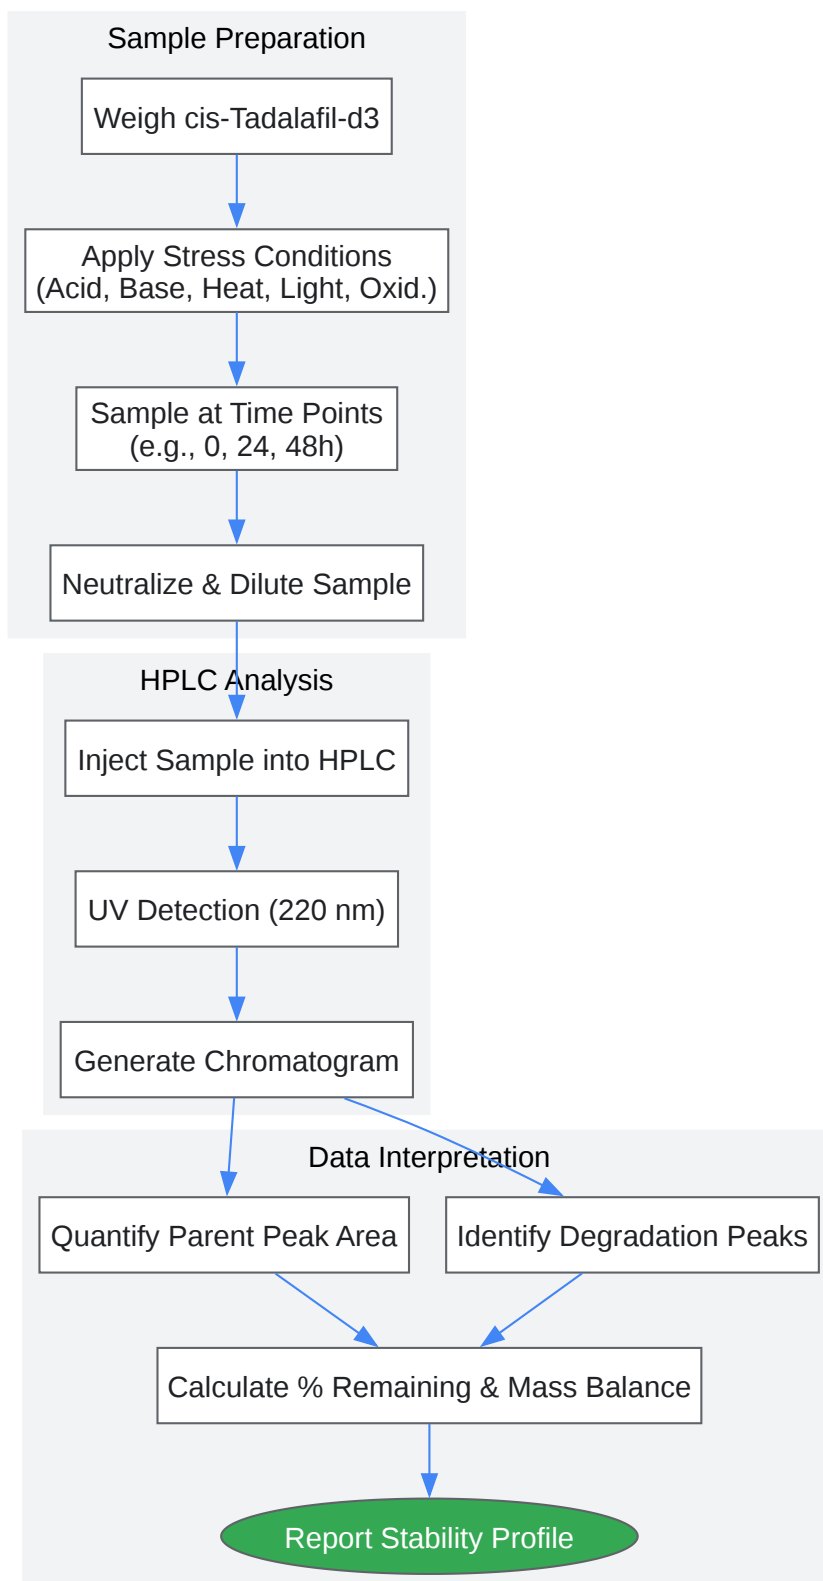 Sample Preparation
Weigh cis-Tadalafil-d3
Apply Stress Conditions
(Acid, Base, Heat, Light, Oxid.)
Sample at Time Points
(e.g., 0, 24, 48h)
Neutralize & Dilute Sample
HPLC Analysis
Inject Sample into HPLC
UV Detection (220 nm)
Generate Chromatogram
Data Interpretation
Quantify Parent Peak Area
Identify Degradation Peaks
Calculate % Remaining & Mass Balance
Report Stability Profile